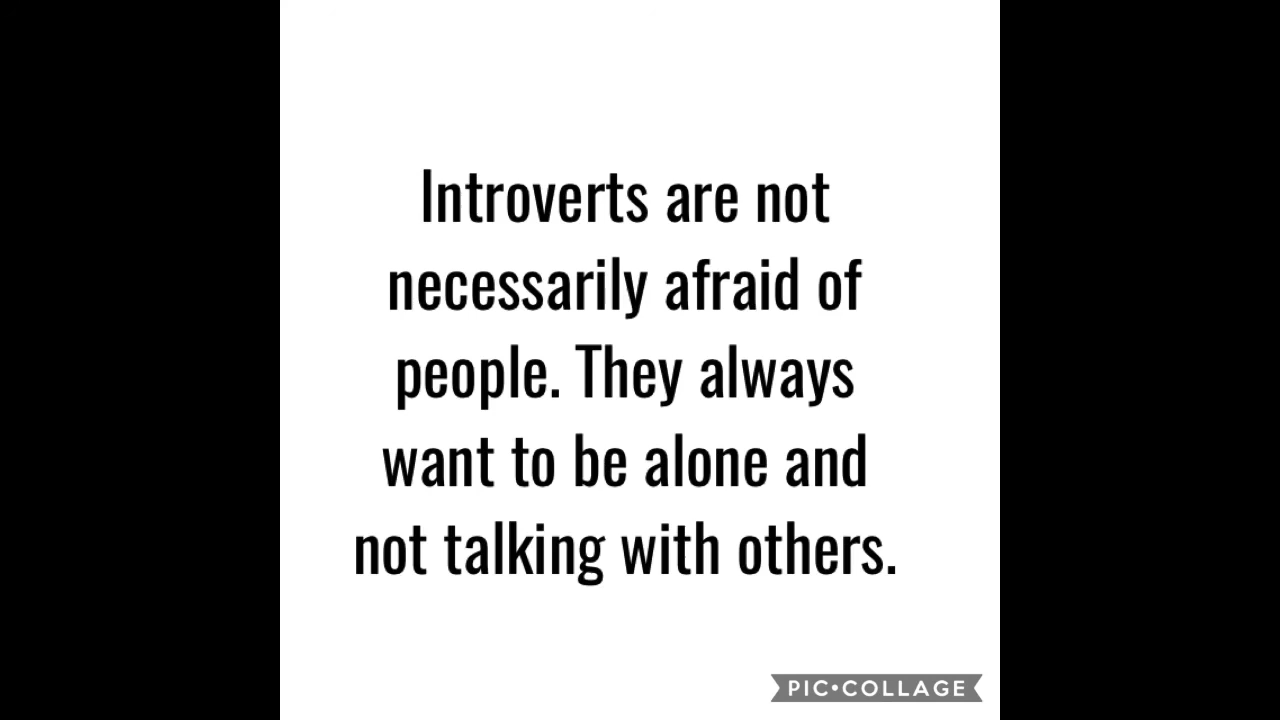 Introverts are not
necessarily afraid of
people. They always
want to be alone and
not talking with others.
PIC•COLLAGE